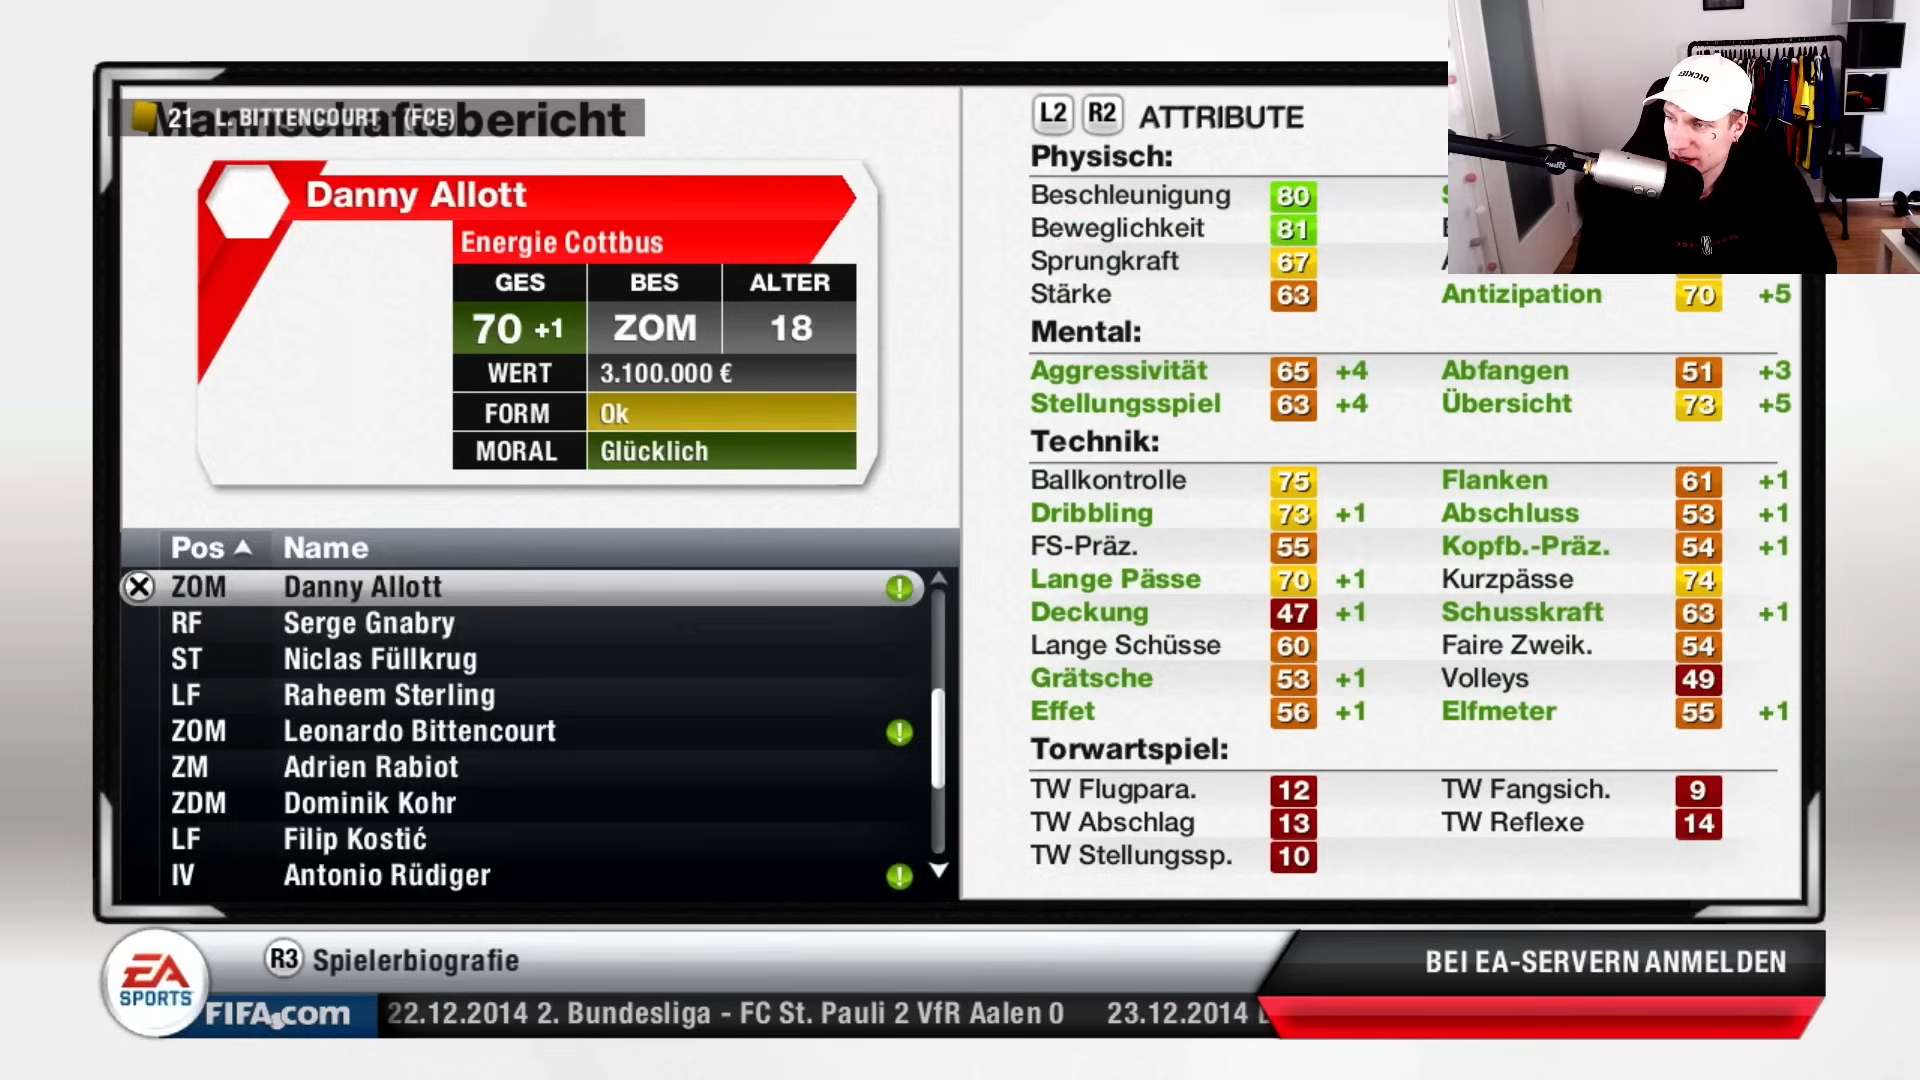 Mannschaftsbericht
21 L. BITTENCOURT (FCE)
Danny Allott
Energie Cottbus
GES BES ALTER
70 +1 ZOM 18
WERT 3.100.000 €
FORM Ok
MORAL Glücklich
Pos Name
ZOM Danny Allott
RF Serge Gnabry
ST Niclas Füllkrug
LF Raheem Sterling
ZOM Leonardo Bittencourt
ZM Adrien Rabiot
ZDM Dominik Kohr
LF Filip Kostić
IV Antonio Rüdiger
L2 R2 ATTRIBUTE
Physisch:
Beschleunigung 80
Beweglichkeit 81
Sprungkraft 67
Stärke 63 Antizipation 70 +5
Mental:
Aggressivität 65 +4 Abfangen 51 +3
Stellungsspiel 63 +4 Übersicht 73 +5
Technik:
Ballkontrolle 75 Flanken 61 +1
Dribbling 73 +1 Abschluss 53 +1
FS-Präz. 55 Kopfb.-Präz. 54 +1
Lange Pässe 70 +1 Kurzpässe 74
Deckung 47 +1 Schusskraft 63 +1
Lange Schüsse 60 Faire Zweik. 54
Grätsche 53 +1 Volleys 49
Effet 56 +1 Elfmeter 55 +1
Torwartspiel:
TW Flugpara. 12 TW Fangsich. 9
TW Abschlag 13 TW Reflexe 14
TW Stellungssp. 10
DICKIES
R3 Spielerbiografie
BEI EA-SERVERN ANMELDEN
EA SPORTS
FIFA.com 22.12.2014 2. Bundesliga - FC St. Pauli 2 VfR Aalen 0 23.12.2014